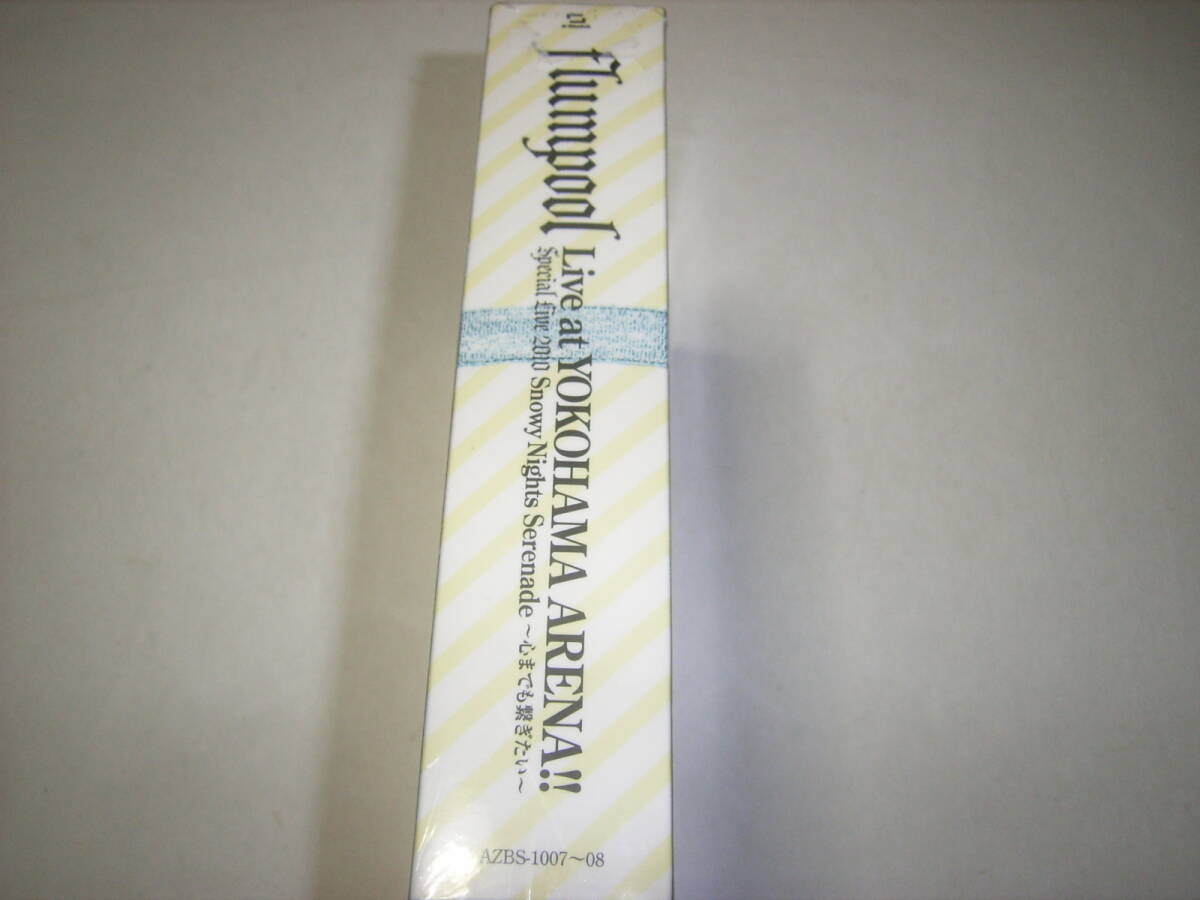 flumpool
Live at YOKOHAMA ARENA!!
Special Live 2010 Snowy Nights Serenade ～心までも繋ぎたい～
AZBS-1007～08